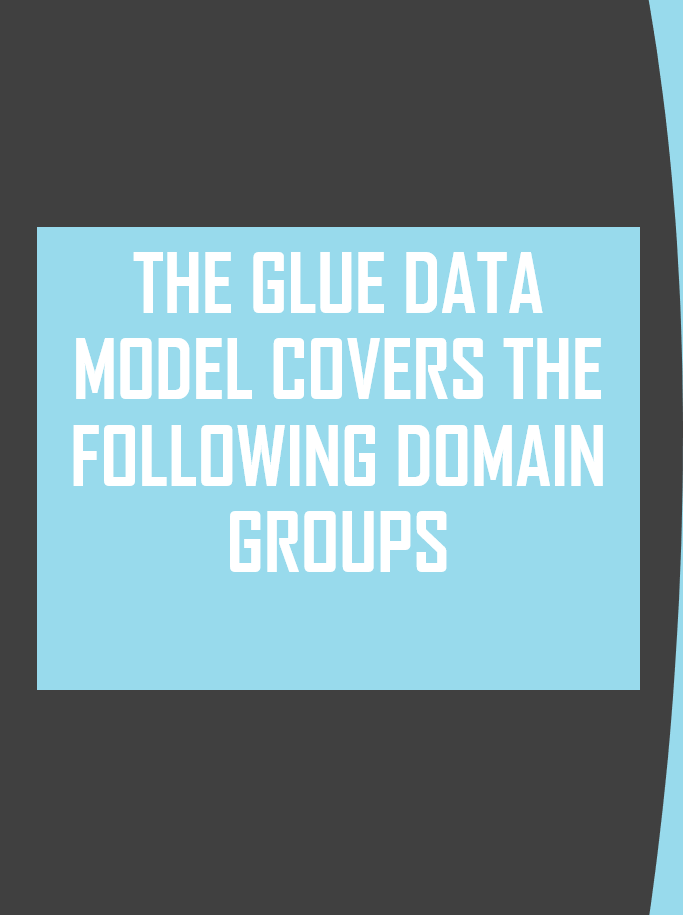 THE GLUE DATA
MODEL COVERS THE
FOLLOWING DOMAIN
GROUPS